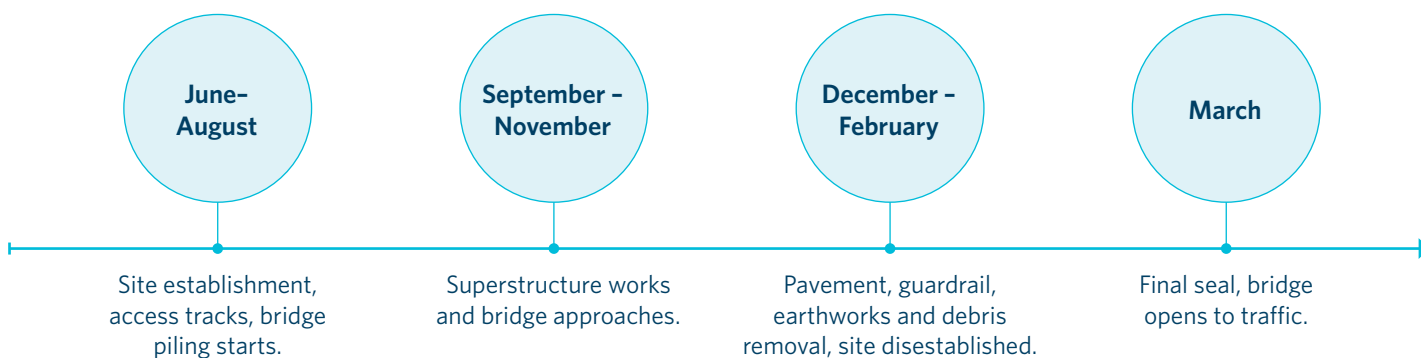 June–
August
September –
November
December –
February
March
Site establishment,
access tracks, bridge
piling starts.
Superstructure works
and bridge approaches.
Pavement, guardrail,
earthworks and debris
removal, site disestablished.
Final seal, bridge
opens to traffic.